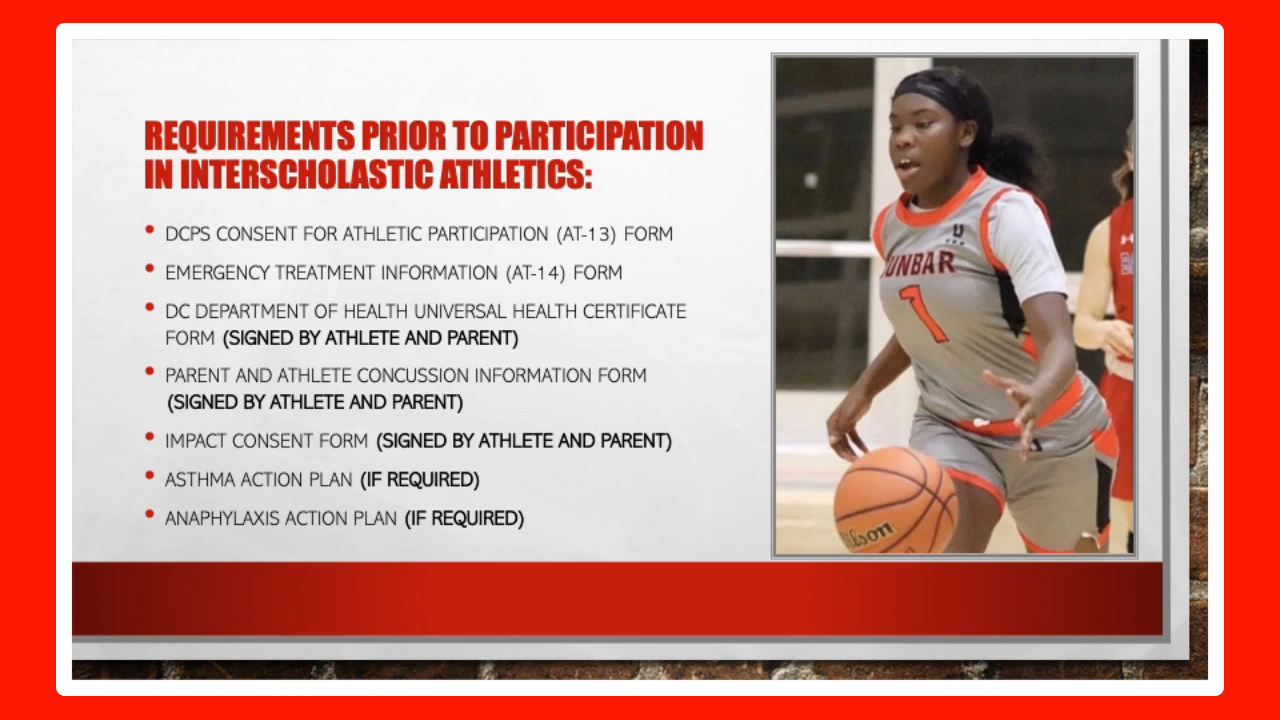 REQUIREMENTS PRIOR TO PARTICIPATION
IN INTERSCHOLASTIC ATHLETICS:
• DCPS CONSENT FOR ATHLETIC PARTICIPATION (AT-13) FORM
• EMERGENCY TREATMENT INFORMATION (AT-14) FORM
• DC DEPARTMENT OF HEALTH UNIVERSAL HEALTH CERTIFICATE
FORM (SIGNED BY ATHLETE AND PARENT)
• PARENT AND ATHLETE CONCUSSION INFORMATION FORM
(SIGNED BY ATHLETE AND PARENT)
• IMPACT CONSENT FORM (SIGNED BY ATHLETE AND PARENT)
• ASTHMA ACTION PLAN (IF REQUIRED)
• ANAPHYLAXIS ACTION PLAN (IF REQUIRED)
DUNBAR
1
Wilson